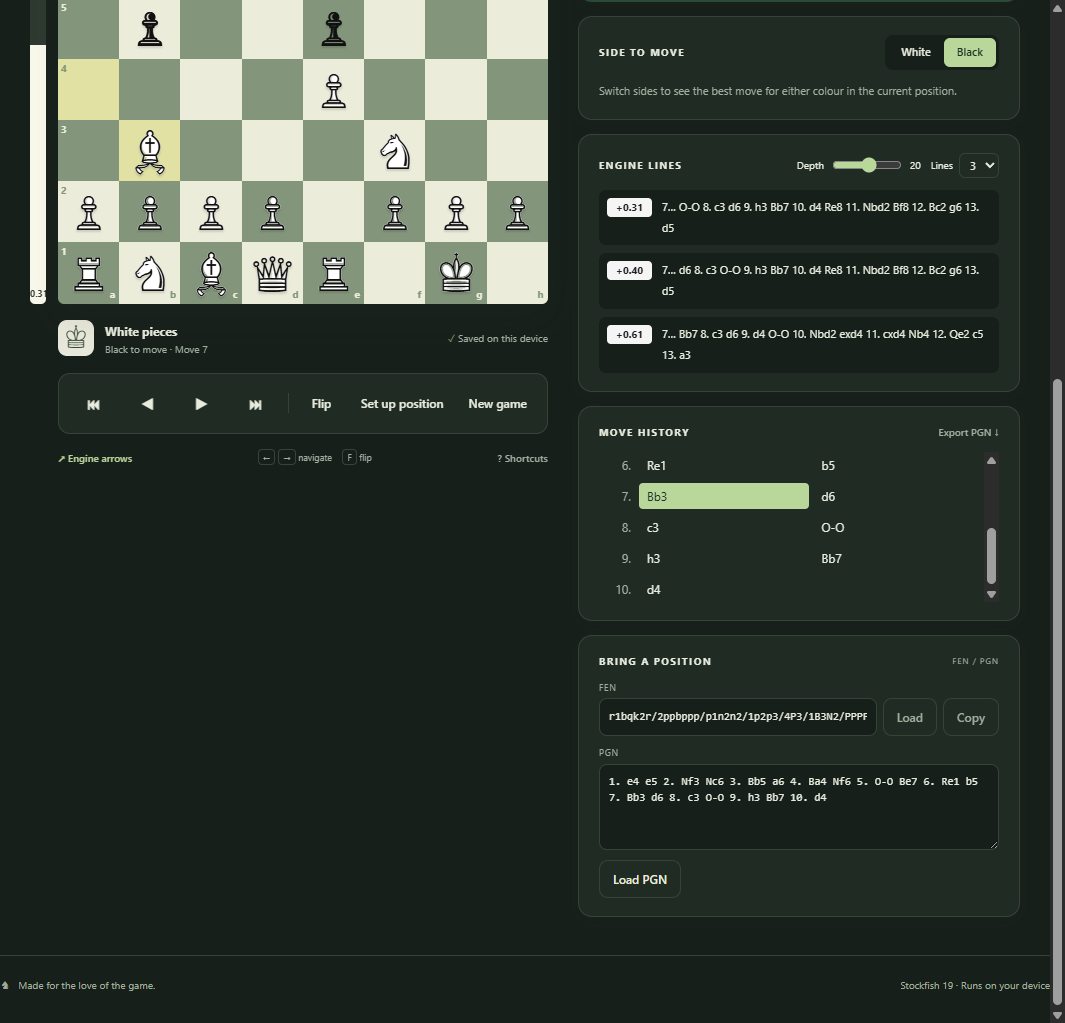 5
4
3
2
1
a b c d e f g h
0.31
White pieces
Black to move · Move 7
✓ Saved on this device
Flip
Set up position
New game
↗ Engine arrows
← → navigate F flip
? Shortcuts
SIDE TO MOVE
White Black
Switch sides to see the best move for either colour in the current position.
ENGINE LINES
Depth 20 Lines 3
+0.31 7... O-O 8. c3 d6 9. h3 Bb7 10. d4 Re8 11. Nbd2 Bf8 12. Bc2 g6 13.
d5
+0.40 7... d6 8. c3 O-O 9. h3 Bb7 10. d4 Re8 11. Nbd2 Bf8 12. Bc2 g6 13.
d5
+0.61 7... Bb7 8. c3 d6 9. d4 O-O 10. Nbd2 exd4 11. cxd4 Nb4 12. Qe2 c5
13. a3
MOVE HISTORY
Export PGN ↓
6. Re1 b5
7. Bb3 d6
8. c3 O-O
9. h3 Bb7
10. d4
BRING A POSITION
FEN / PGN
FEN
r1bqk2r/2ppbppp/p1n2n2/1p2p3/4P3/1B3N2/PPPF
Load Copy
PGN
1. e4 e5 2. Nf3 Nc6 3. Bb5 a6 4. Ba4 Nf6 5. O-O Be7 6. Re1 b5
7. Bb3 d6 8. c3 O-O 9. h3 Bb7 10. d4
Load PGN
Made for the love of the game.
Stockfish 19 · Runs on your device